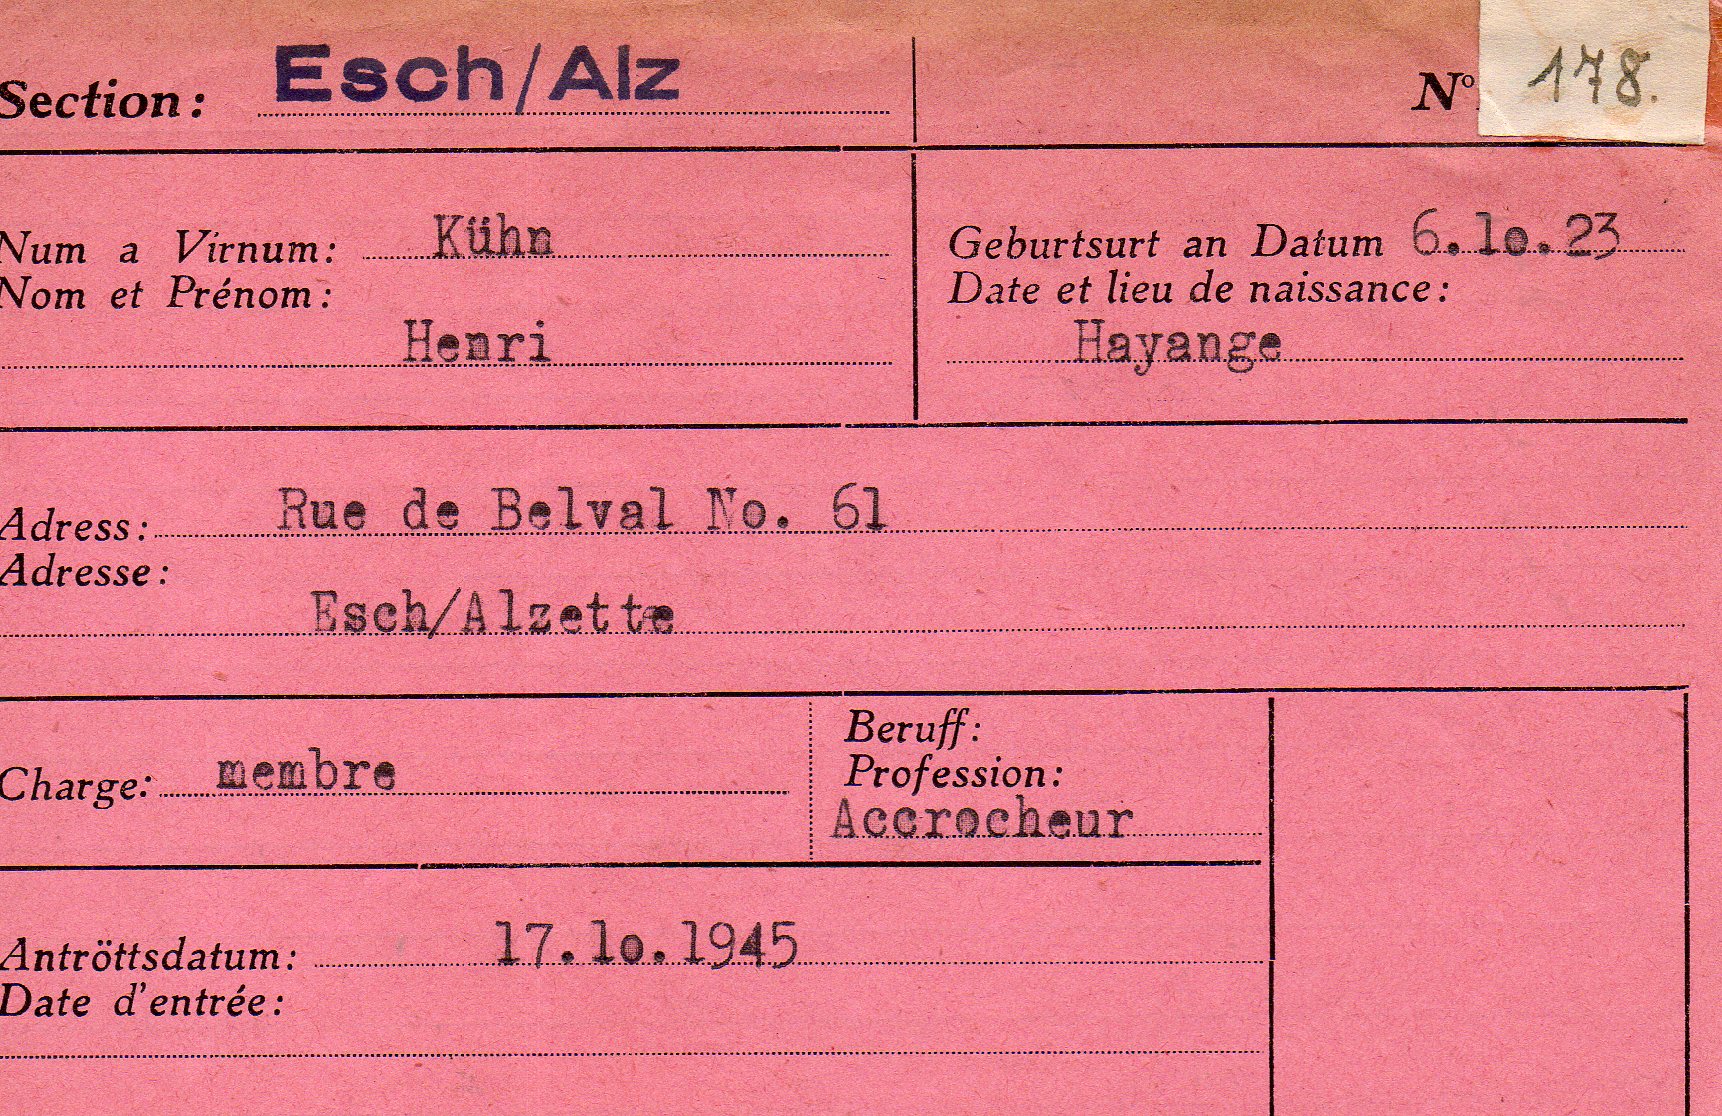 Section: Esch/Alz
N° 178.
Num a Virnum: Kühn
Nom et Prénom:
Henri
Geburtsurt an Datum 6.lo.23
Date et lieu de naissance:
Hayange
Adress: Rue de Belval No. 61
Adresse:
Esch/Alzette
Charge: membre
Beruff:
Profession:
Accrocheur
Antröttsdatum: 17.lo.1945
Date d'entrée: